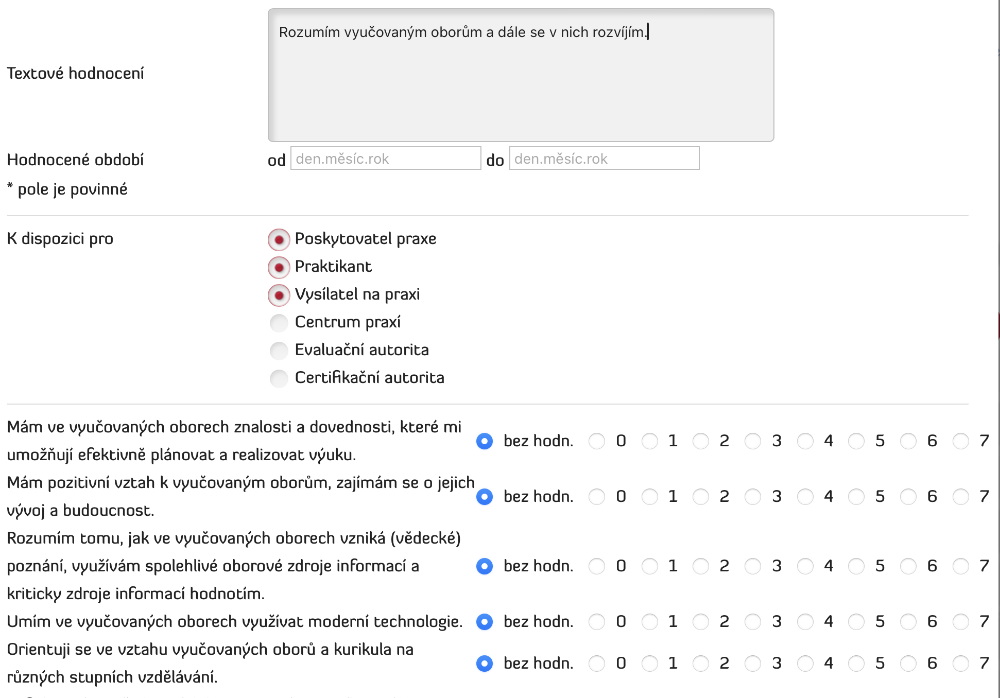 Rozumím vyučovaným oborům a dále se v nich rozvíjím.
Textové hodnocení
Hodnocené období od den.měsíc.rok do den.měsíc.rok
* pole je povinné
K dispozici pro
Poskytovatel praxe
Praktikant
Vysílatel na praxi
Centrum praxí
Evaluační autorita
Certifikační autorita
Mám ve vyučovaných oborech znalosti a dovednosti, které mi
umožňují efektivně plánovat a realizovat výuku.
bez hodn. 0 1 2 3 4 5 6 7
Mám pozitivní vztah k vyučovaným oborům, zajímám se o jejich
vývoj a budoucnost.
bez hodn. 0 1 2 3 4 5 6 7
Rozumím tomu, jak ve vyučovaných oborech vzniká (vědecké)
poznání, využívám spolehlivé oborové zdroje informací a
kriticky zdroje informací hodnotím.
bez hodn. 0 1 2 3 4 5 6 7
Umím ve vyučovaných oborech využívat moderní technologie.
bez hodn. 0 1 2 3 4 5 6 7
Orientuji se ve vztahu vyučovaných oborů a kurikula na
různých stupních vzdělávání.
bez hodn. 0 1 2 3 4 5 6 7